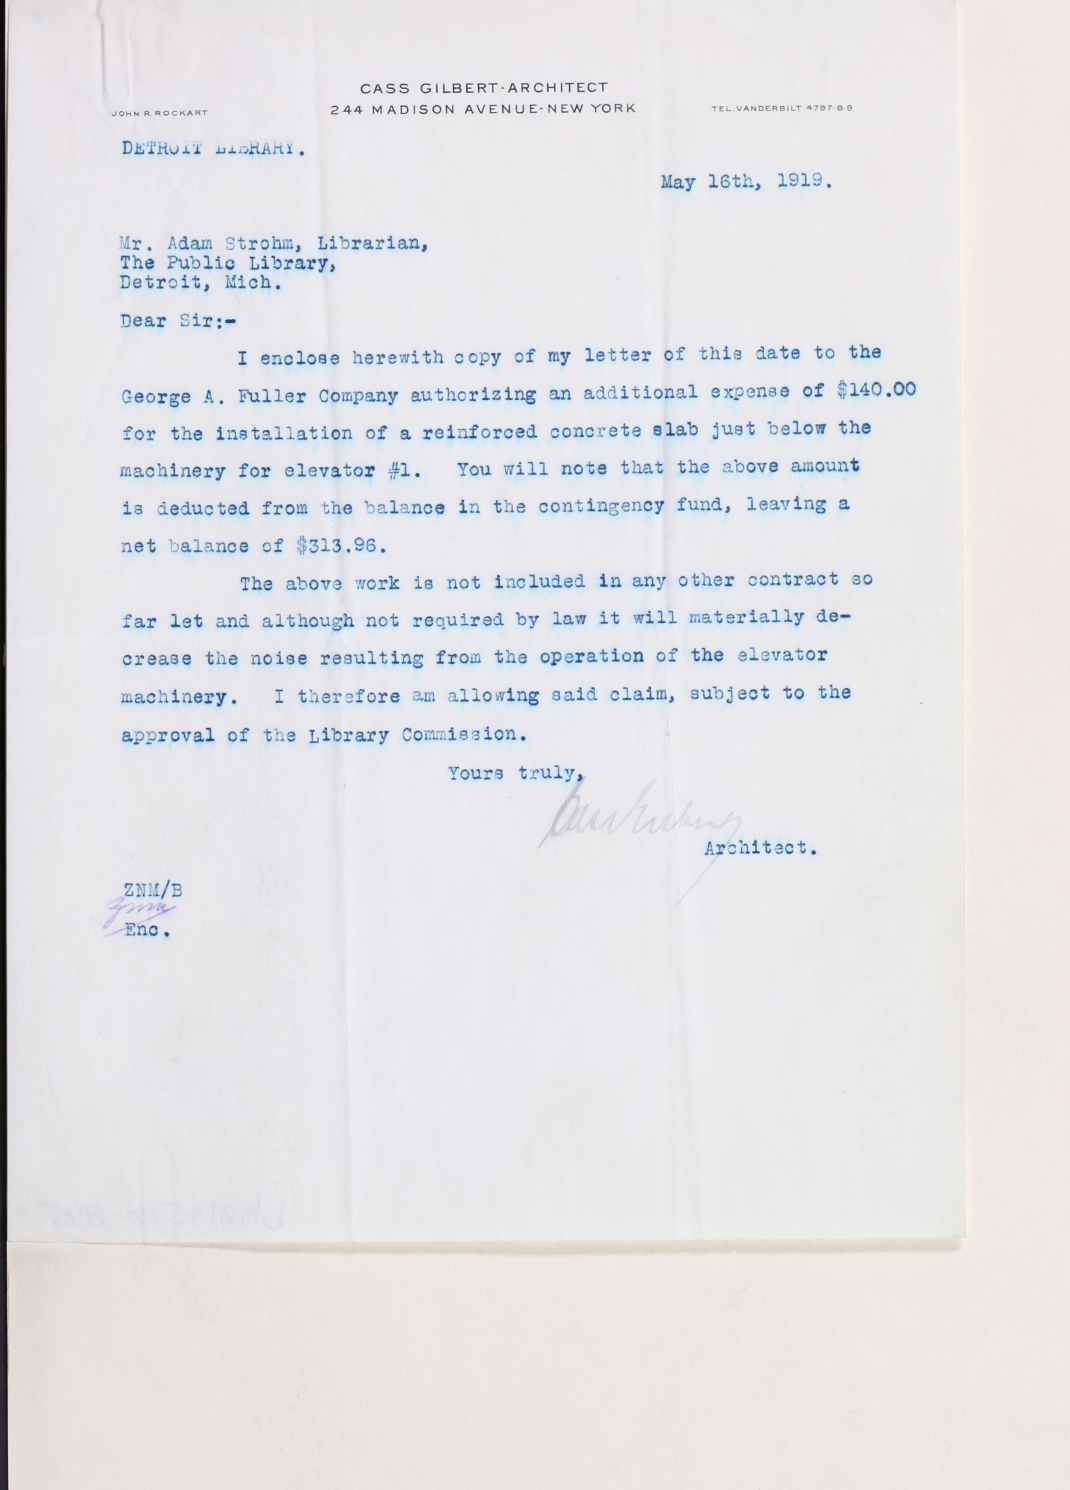 CASS GILBERT-ARCHITECT
244 MADISON AVENUE-NEW YORK
JOHN R. ROCKART
TEL. VANDERBILT 4797-8-9
DETROIT LIBRARY.
May 16th, 1919.
Mr. Adam Strohm, Librarian,
The Public Library,
Detroit, Mich.
Dear Sir:-
I enclose herewith copy of my letter of this date to the
George A. Fuller Company authorizing an additional expense of $140.00
for the installation of a reinforced concrete slab just below the
machinery for elevator #1. You will note that the above amount
is deducted from the balance in the contingency fund, leaving a
net balance of $313.96.
The above work is not included in any other contract so
far let and although not required by law it will materially de-
crease the noise resulting from the operation of the elevator
machinery. I therefore am allowing said claim, subject to the
approval of the Library Commission.
Yours truly,
Cass Gilbert
Architect.
ZNM/B
Enc.